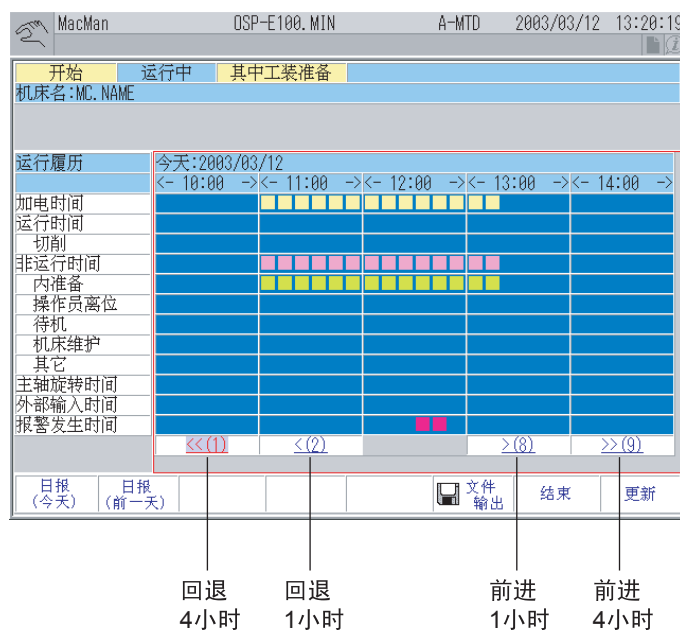 MacMan OSP-E100.MIN A-MTD 2003/03/12 13:20:19
开始 运行中 其中工装准备
机床名:MC.NAME
运行履历 今天:2003/03/12
<- 10:00 -> <- 11:00 -> <- 12:00 -> <- 13:00 -> <- 14:00 ->
加电时间
运行时间
切削
非运行时间
内准备
操作员离位
待机
机床维护
其它
主轴旋转时间
外部输入时间
报警发生时间
<<(1) <(2) >(8) >>(9)
日报 日报 文件 结束 更新
(今天) (前一天) 输出
回退 回退 前进 前进
4小时 1小时 1小时 4小时